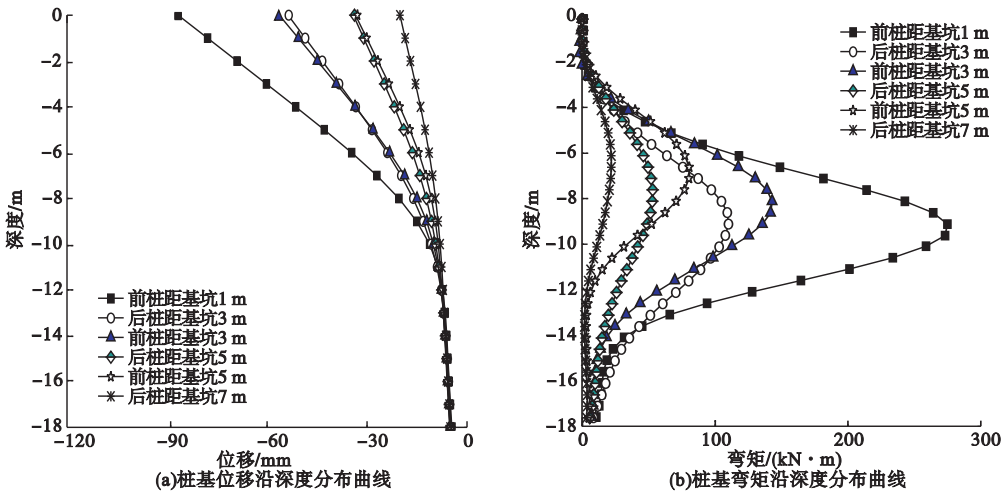 0
−2
−4
−6
−8
−10
−12
−14
−16
−18
深度/m
前桩距基坑1 m
后桩距基坑3 m
前桩距基坑3 m
后桩距基坑5 m
前桩距基坑5 m
后桩距基坑7 m
−120
−90
−60
−30
0
位移/mm
(a)桩基位移沿深度分布曲线
0
−2
−4
−6
−8
−10
−12
−14
−16
−18
深度/m
前桩距基坑1 m
后桩距基坑3 m
前桩距基坑3 m
后桩距基坑5 m
前桩距基坑5 m
后桩距基坑7 m
0
100
200
300
弯矩/(kN·m)
(b)桩基弯矩沿深度分布曲线